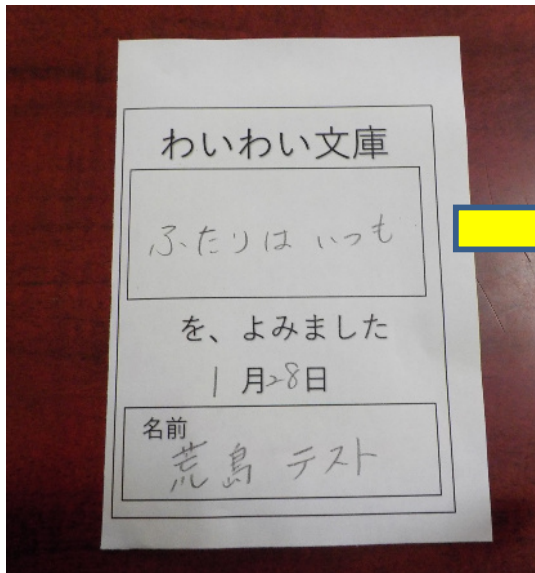 わいわい文庫
ふたりは いつも
を、よみました
1月28日
名前
荒島 テスト